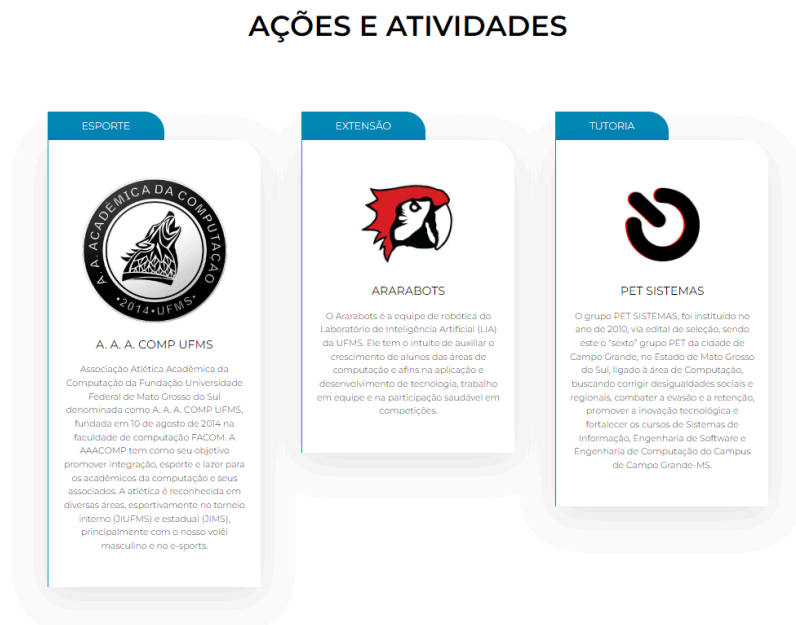 AÇÕES E ATIVIDADES
ESPORTE
A. A. ACADÊMICA DA COMPUTAÇÃO
•2014•UFMS•
A. A. A. COMP UFMS
Associação Atlética Acadêmica da
Computação da Fundação Universidade
Federal de Mato Grosso do Sul
denominada como A. A. A. COMP UFMS,
fundada em 10 de agosto de 2014 na
faculdade de computação FACOM. A
AAACOMP tem como seu objetivo
promover integração, esporte e lazer para
os acadêmicos da computação e seus
associados. A atlética é reconhecida em
diversas áreas, esportivamente no torneio
interno (JIUFMS) e estadual (JIMS),
principalmente com o nosso volêi
masculino e no e-sports.
EXTENSÃO
ARARABOTS
O Ararabots é a equipe de robótica do
Laboratório de Inteligência Artificial (LIA)
da UFMS. Ele tem o intuito de auxiliar o
crescimento de alunos das áreas de
computação e afins na aplicação e
desenvolvimento de tecnologia, trabalho
em equipe e na participação saudável em
competições.
TUTORIA
PET SISTEMAS
O grupo PET SISTEMAS, foi instituído no
ano de 2010, via edital de seleção, sendo
este o "sexto" grupo PET da cidade de
Campo Grande, no Estado de Mato Grosso
do Sul, ligado à área de Computação,
buscando corrigir desigualdades sociais e
regionais, combater a evasão e a retenção,
promover a inovação tecnológica e
fortalecer os cursos de Sistemas de
Informação, Engenharia de Software e
Engenharia de Computação do Campus
de Campo Grande-MS.